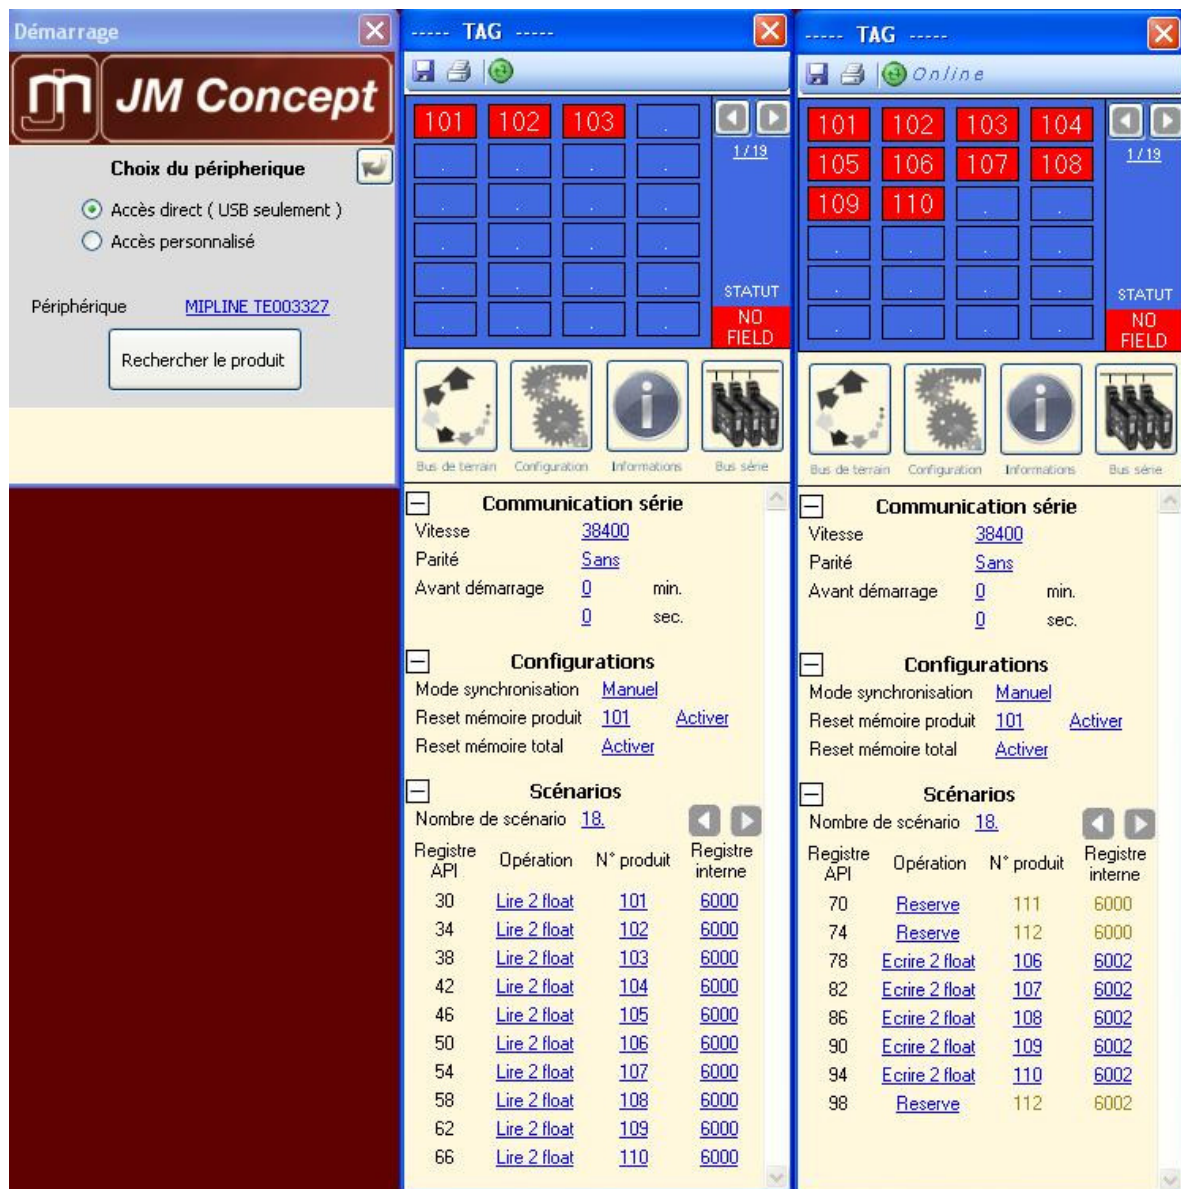 Démarrage
JM Concept
Choix du péripherique
Accès direct ( USB seulement )
Accès personnalisé
Périphérique MIPLINE TE003327
Rechercher le produit
----- TAG -----
101 102 103 .
. . . .
. . . .
. . . .
. . . .
. . . .
1/19
STATUT
NO
FIELD
Bus de terrain Configuration Informations Bus série
Communication série
Vitesse 38400
Parité Sans
Avant démarrage 0 min.
0 sec.
Configurations
Mode synchronisation Manuel
Reset mémoire produit 101 Activer
Reset mémoire total Activer
Scénarios
Nombre de scénario 18.
Registre API Opération N° produit Registre interne
30 Lire 2 float 101 6000
34 Lire 2 float 102 6000
38 Lire 2 float 103 6000
42 Lire 2 float 104 6000
46 Lire 2 float 105 6000
50 Lire 2 float 106 6000
54 Lire 2 float 107 6000
58 Lire 2 float 108 6000
62 Lire 2 float 109 6000
66 Lire 2 float 110 6000
----- TAG -----
Online
101 102 103 104
105 106 107 108
109 110 . .
. . . .
. . . .
. . . .
1/19
STATUT
NO
FIELD
Bus de terrain Configuration Informations Bus série
Communication série
Vitesse 38400
Parité Sans
Avant démarrage 0 min.
0 sec.
Configurations
Mode synchronisation Manuel
Reset mémoire produit 101 Activer
Reset mémoire total Activer
Scénarios
Nombre de scénario 18.
Registre API Opération N° produit Registre interne
70 Reserve 111 6000
74 Reserve 112 6000
78 Ecrire 2 float 106 6002
82 Ecrire 2 float 107 6002
86 Ecrire 2 float 108 6002
90 Ecrire 2 float 109 6002
94 Ecrire 2 float 110 6002
98 Reserve 112 6002